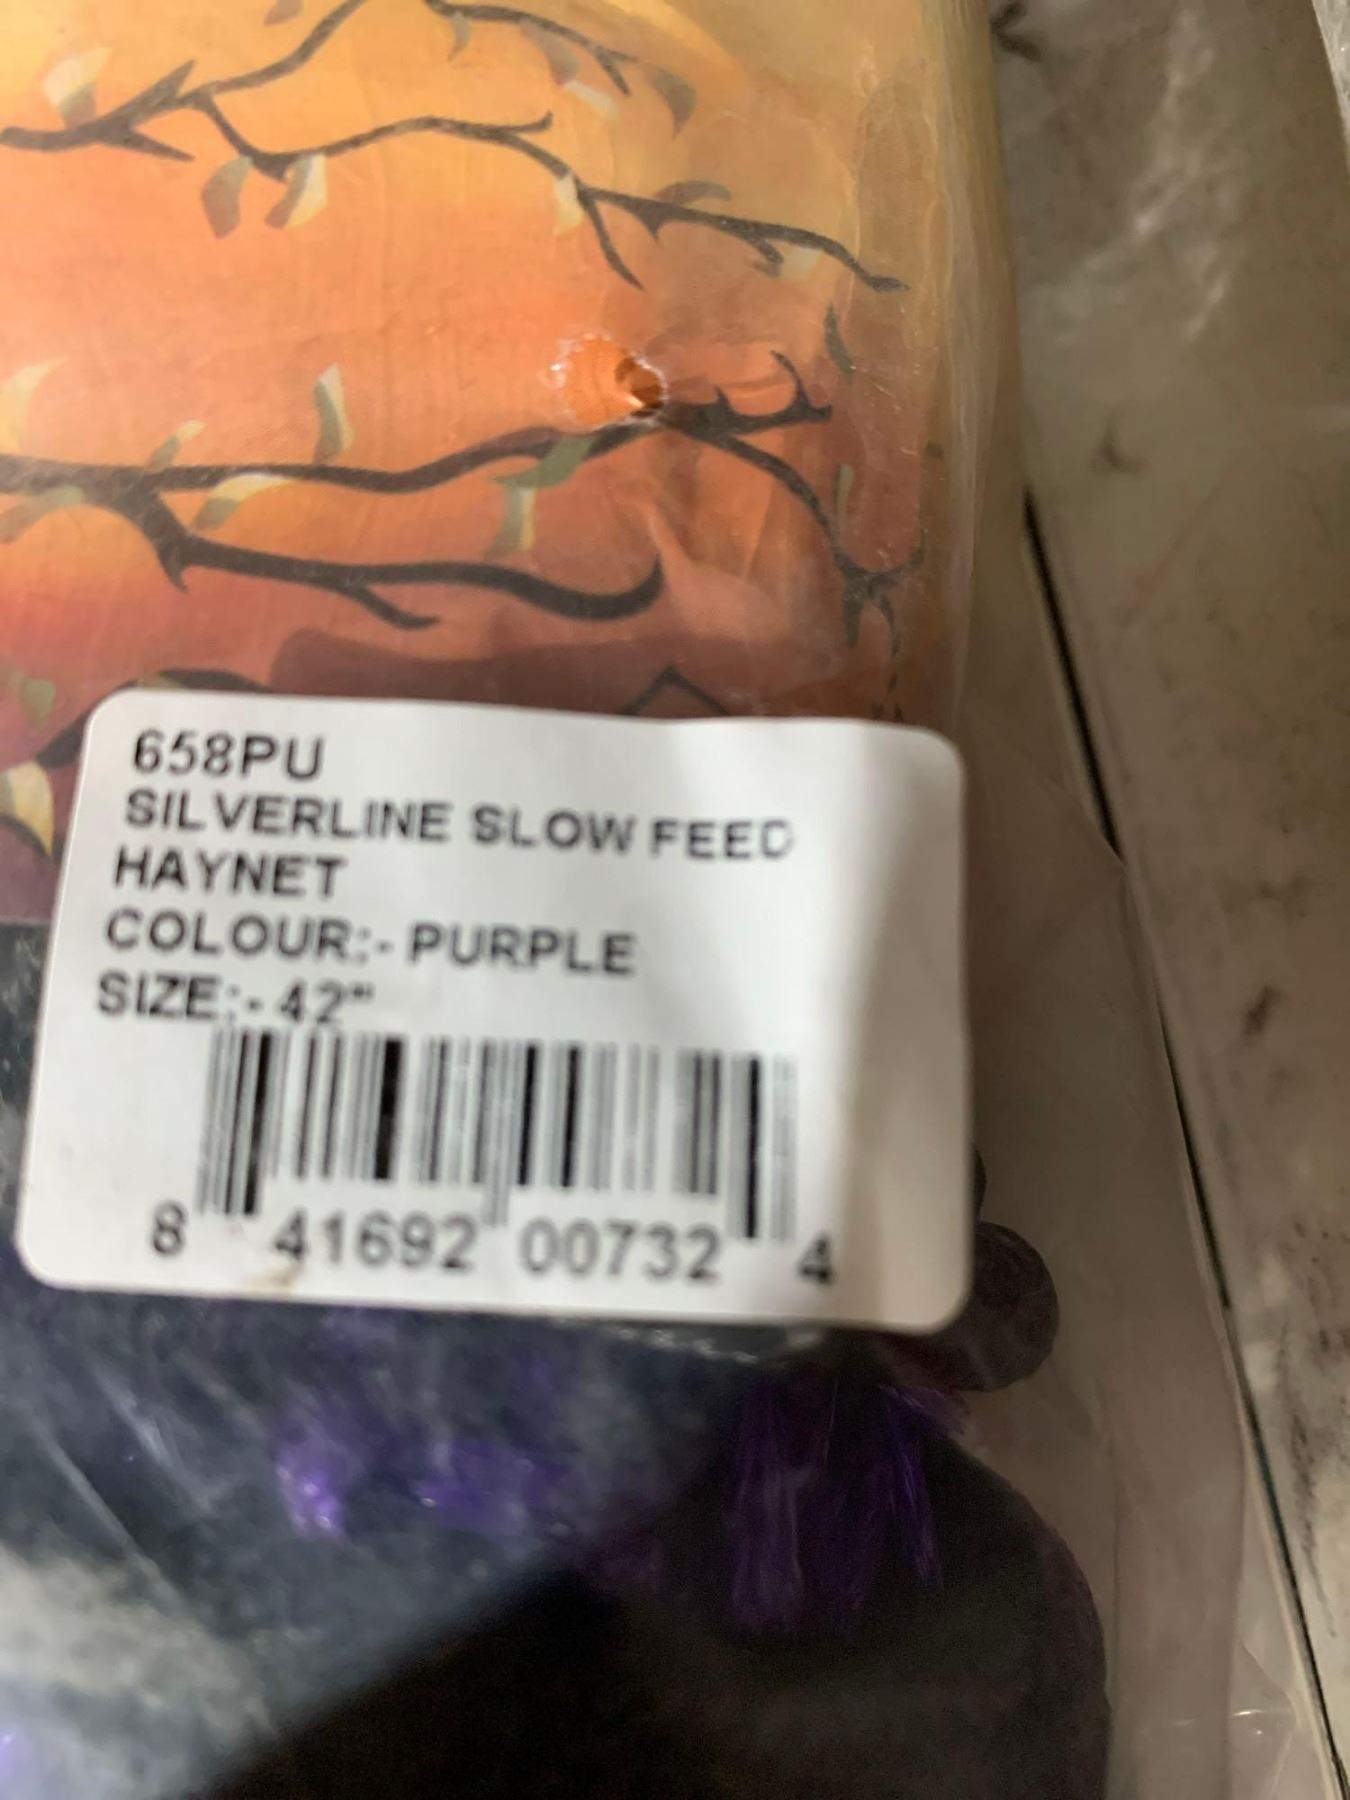 658PU
SILVERLINE SLOW FEED
HAYNET
COLOUR:- PURPLE
SIZE:- 42"
8 41692 00732 4